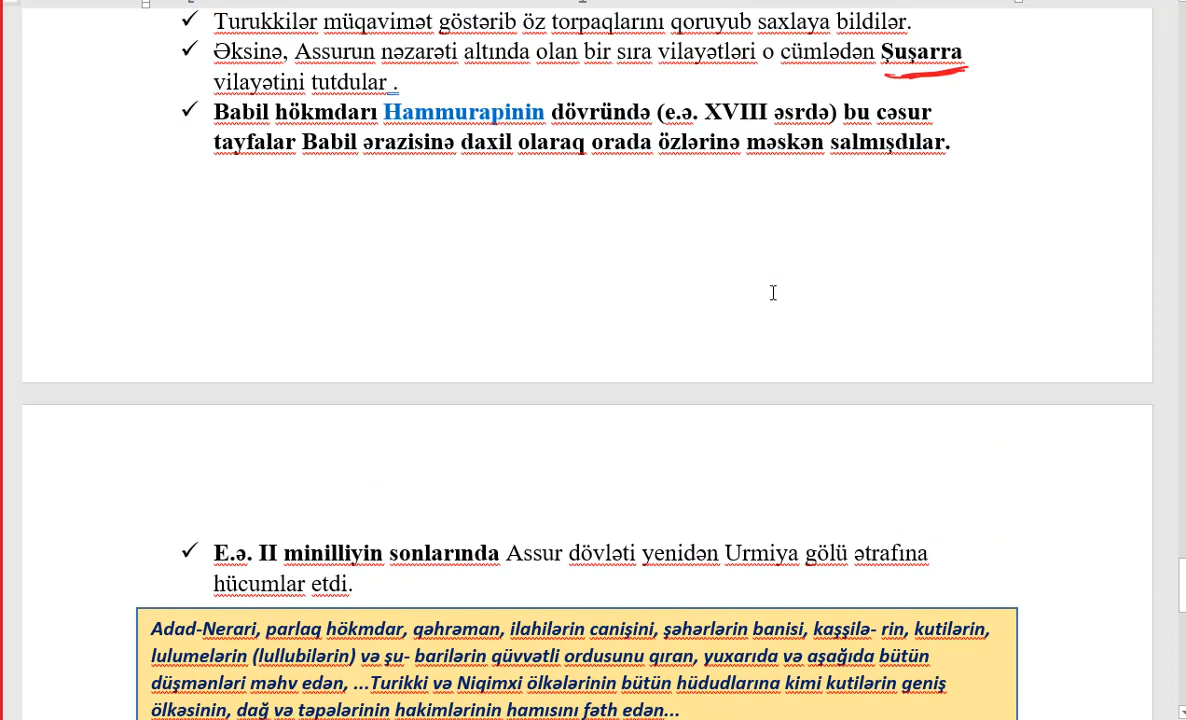 Turukkilər müqavimət göstərib öz torpaqlarını qoruyub saxlaya bildilər.
Əksinə, Assurun nəzarəti altında olan bir sıra vilayətləri o cümlədən Şuşarra
vilayətini tutdular .
Babil hökmdarı Hammurapinin dövründə (e.ə. XVIII əsrdə) bu cəsur
tayfalar Babil ərazisinə daxil olaraq orada özlərinə məskən salmışdılar.
E.ə. II minilliyin sonlarında Assur dövləti yenidən Urmiya gölü ətrafına
hücumlar etdi.
Adad-Nerari, parlaq hökmdar, qəhrəman, ilahilərin canişini, şəhərlərin banisi, kaşşilə- rin, kutilərin,
lulumelərin (lullubilərin) və şu- barilərin qüvvətli ordusunu qıran, yuxarıda və aşağıda bütün
düşmənləri məhv edən, ...Turikki və Niqimxi ölkələrinin bütün hüdudlarına kimi kutilərin geniş
ölkəsinin, dağ və təpələrinin hakimlərinin hamısını fəth edən...